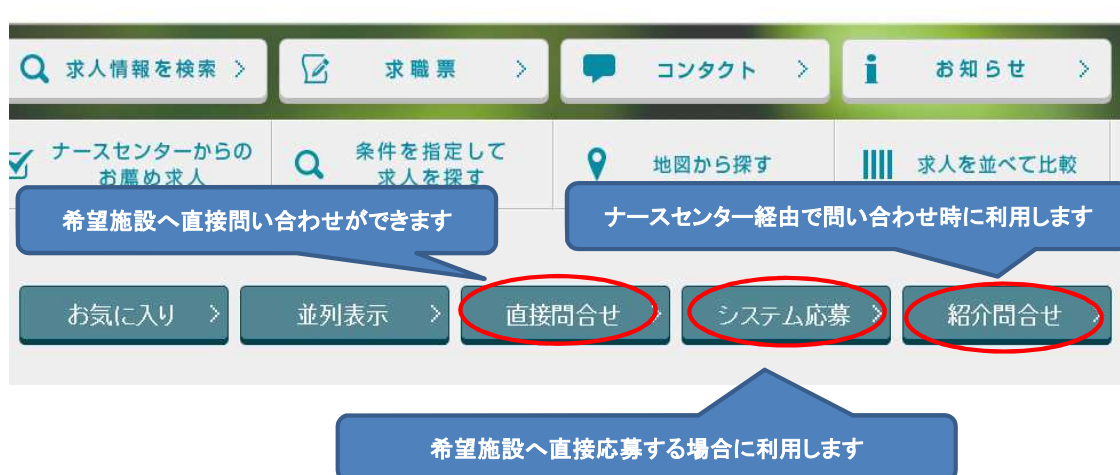 求人情報を検索
求職票
コンタクト
お知らせ
ナースセンターからの
お薦め求人
条件を指定して
求人を探す
地図から探す
求人を並べて比較
希望施設へ直接問い合わせができます
ナースセンター経由で問い合わせ時に利用します
お気に入り
並列表示
直接問合せ
システム応募
紹介問合せ
希望施設へ直接応募する場合に利用します